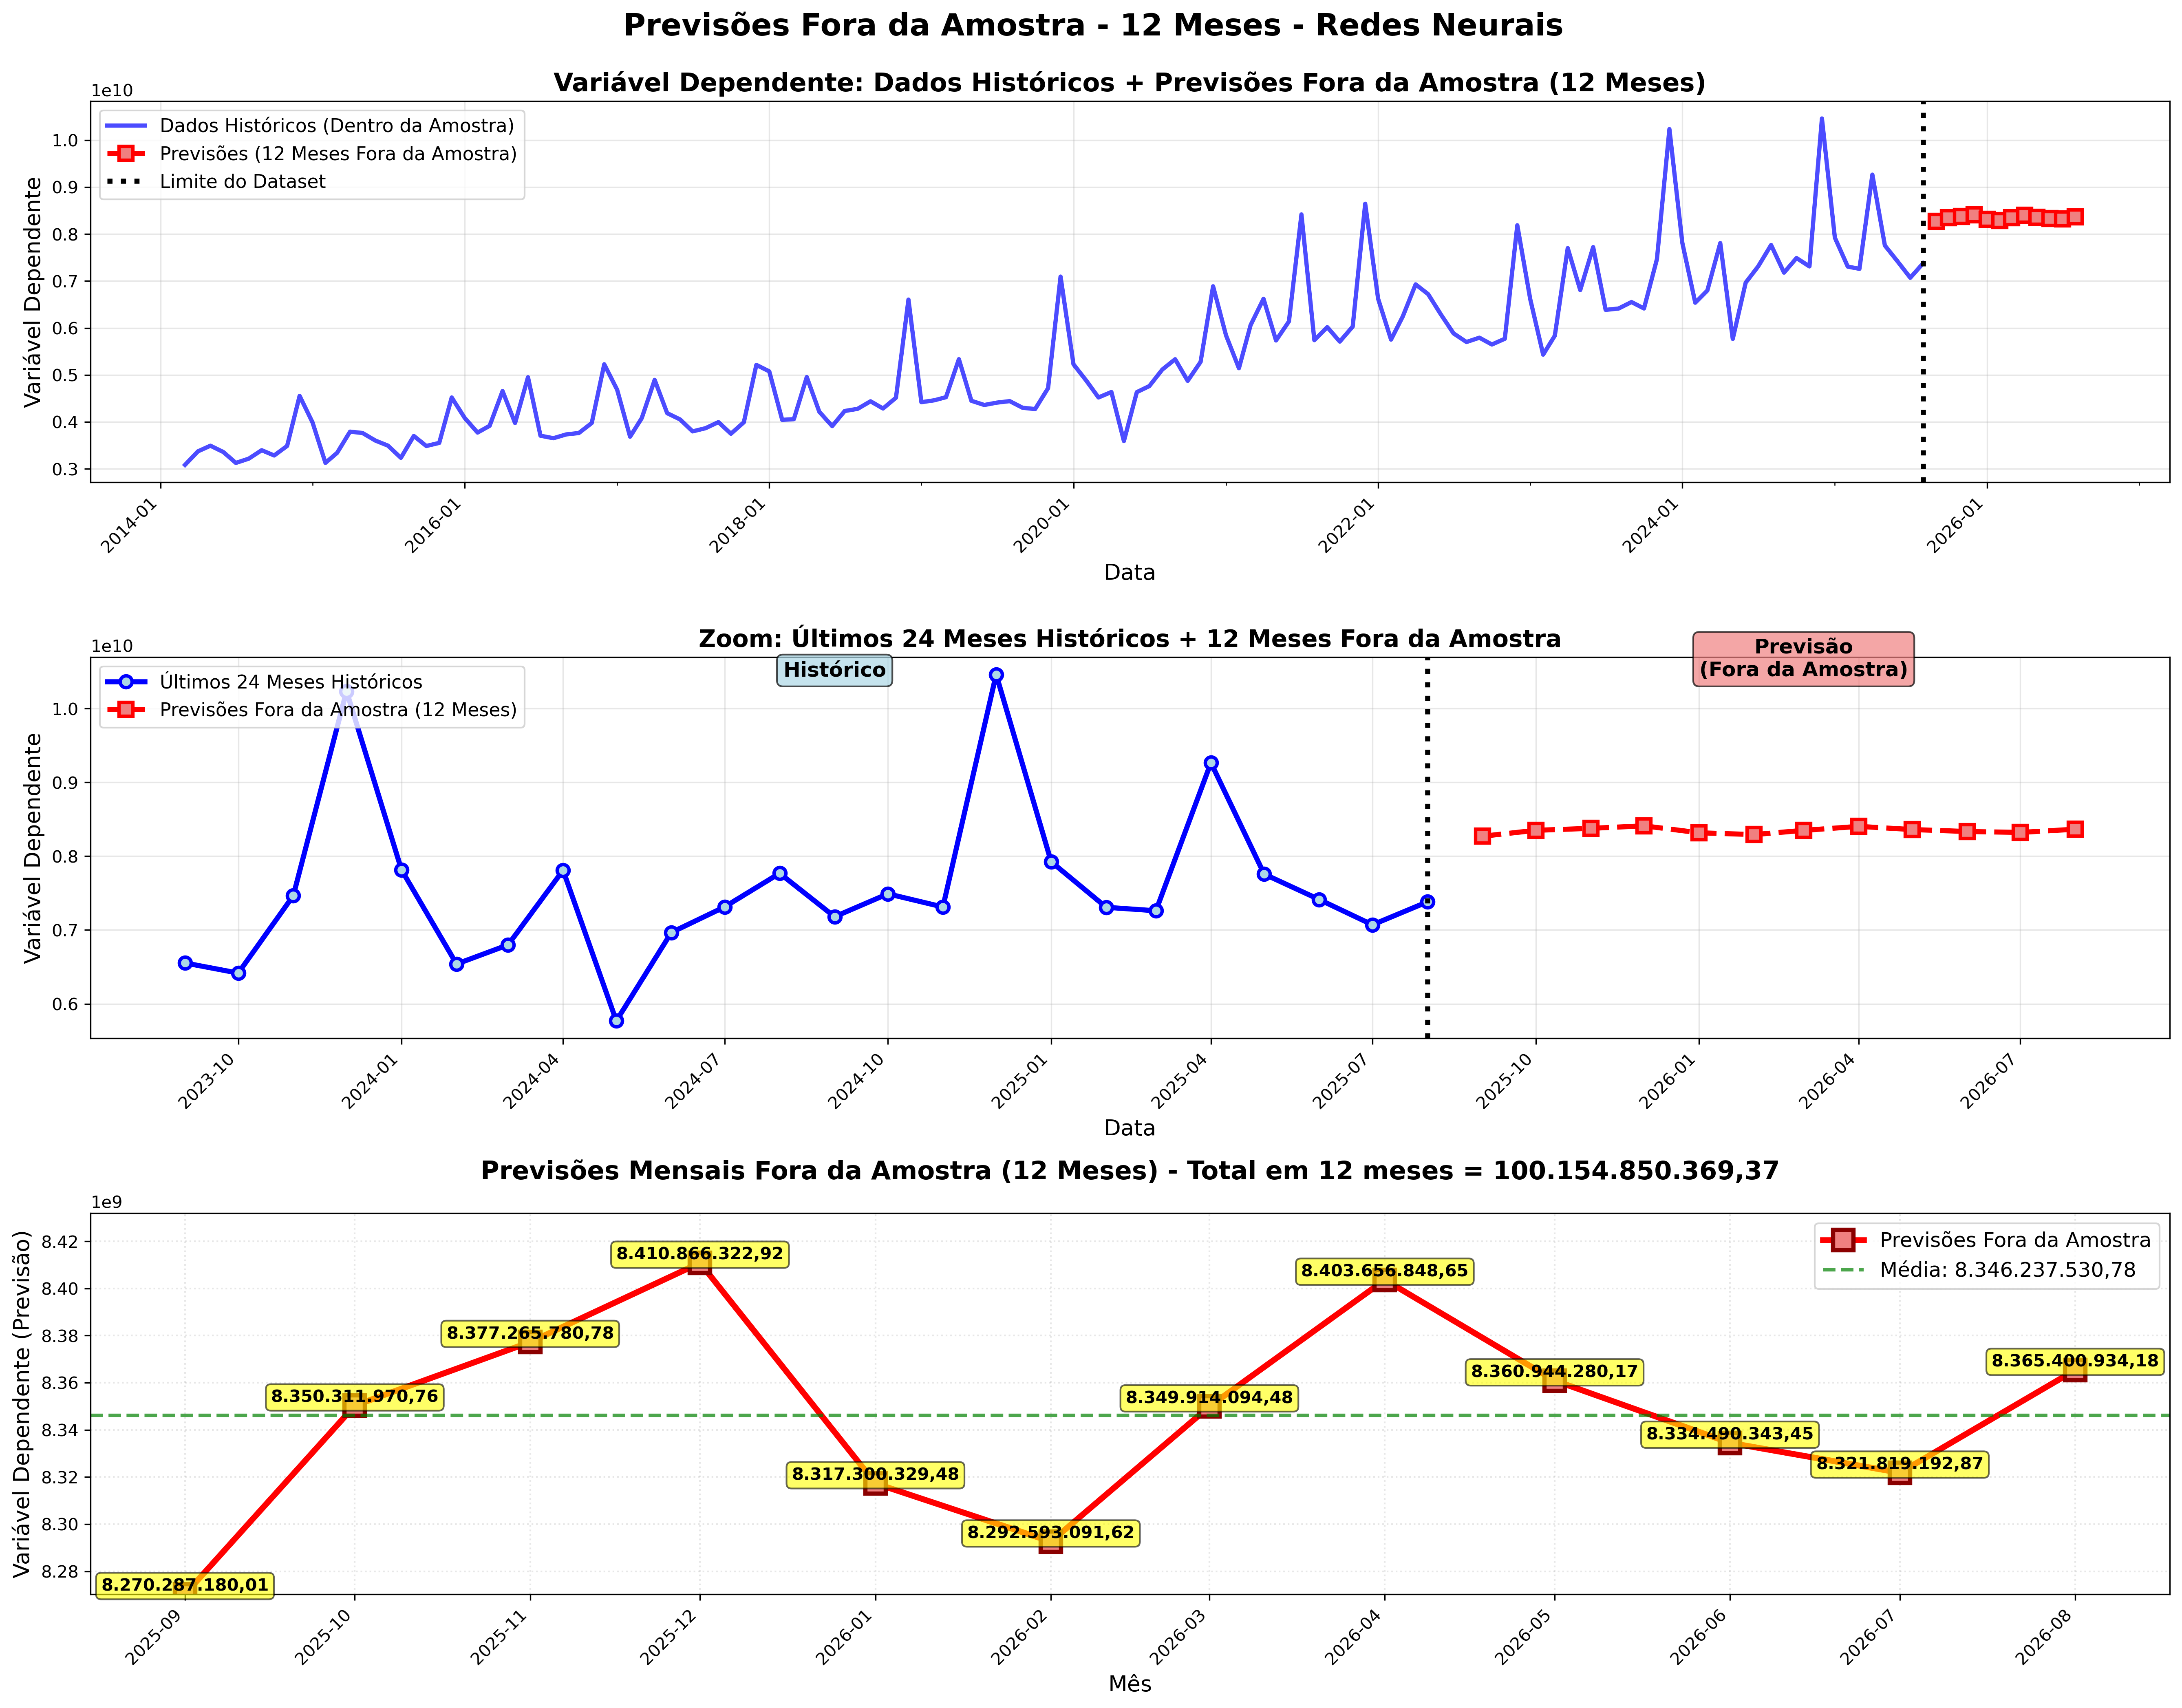 Previsões Fora da Amostra - 12 Meses - Redes Neurais
Variável Dependente: Dados Históricos + Previsões Fora da Amostra (12 Meses)
1e10
Dados Históricos (Dentro da Amostra)
Previsões (12 Meses Fora da Amostra)
Limite do Dataset
Variável Dependente
1.0
0.9
0.8
0.7
0.6
0.5
0.4
0.3
2014-01
2016-01
2018-01
2020-01
2022-01
2024-01
2026-01
Data
Zoom: Últimos 24 Meses Históricos + 12 Meses Fora da Amostra
1e10
Últimos 24 Meses Históricos
Previsões Fora da Amostra (12 Meses)
Histórico
Previsão
(Fora da Amostra)
Variável Dependente
1.0
0.9
0.8
0.7
0.6
2023-10
2024-01
2024-04
2024-07
2024-10
2025-01
2025-04
2025-07
2025-10
2026-01
2026-04
2026-07
Data
Previsões Mensais Fora da Amostra (12 Meses) - Total em 12 meses = 100.154.850.369,37
1e9
Previsões Fora da Amostra
Média: 8.346.237.530,78
Variável Dependente (Previsão)
8.42
8.40
8.38
8.36
8.34
8.32
8.30
8.28
8.270.287.180,01
8.350.311.970,76
8.377.265.780,78
8.410.866.322,92
8.317.300.329,48
8.292.593.091,62
8.349.914.094,48
8.403.656.848,65
8.360.944.280,17
8.334.490.343,45
8.321.819.192,87
8.365.400.934,18
2025-09
2025-10
2025-11
2025-12
2026-01
2026-02
2026-03
2026-04
2026-05
2026-06
2026-07
2026-08
Mês